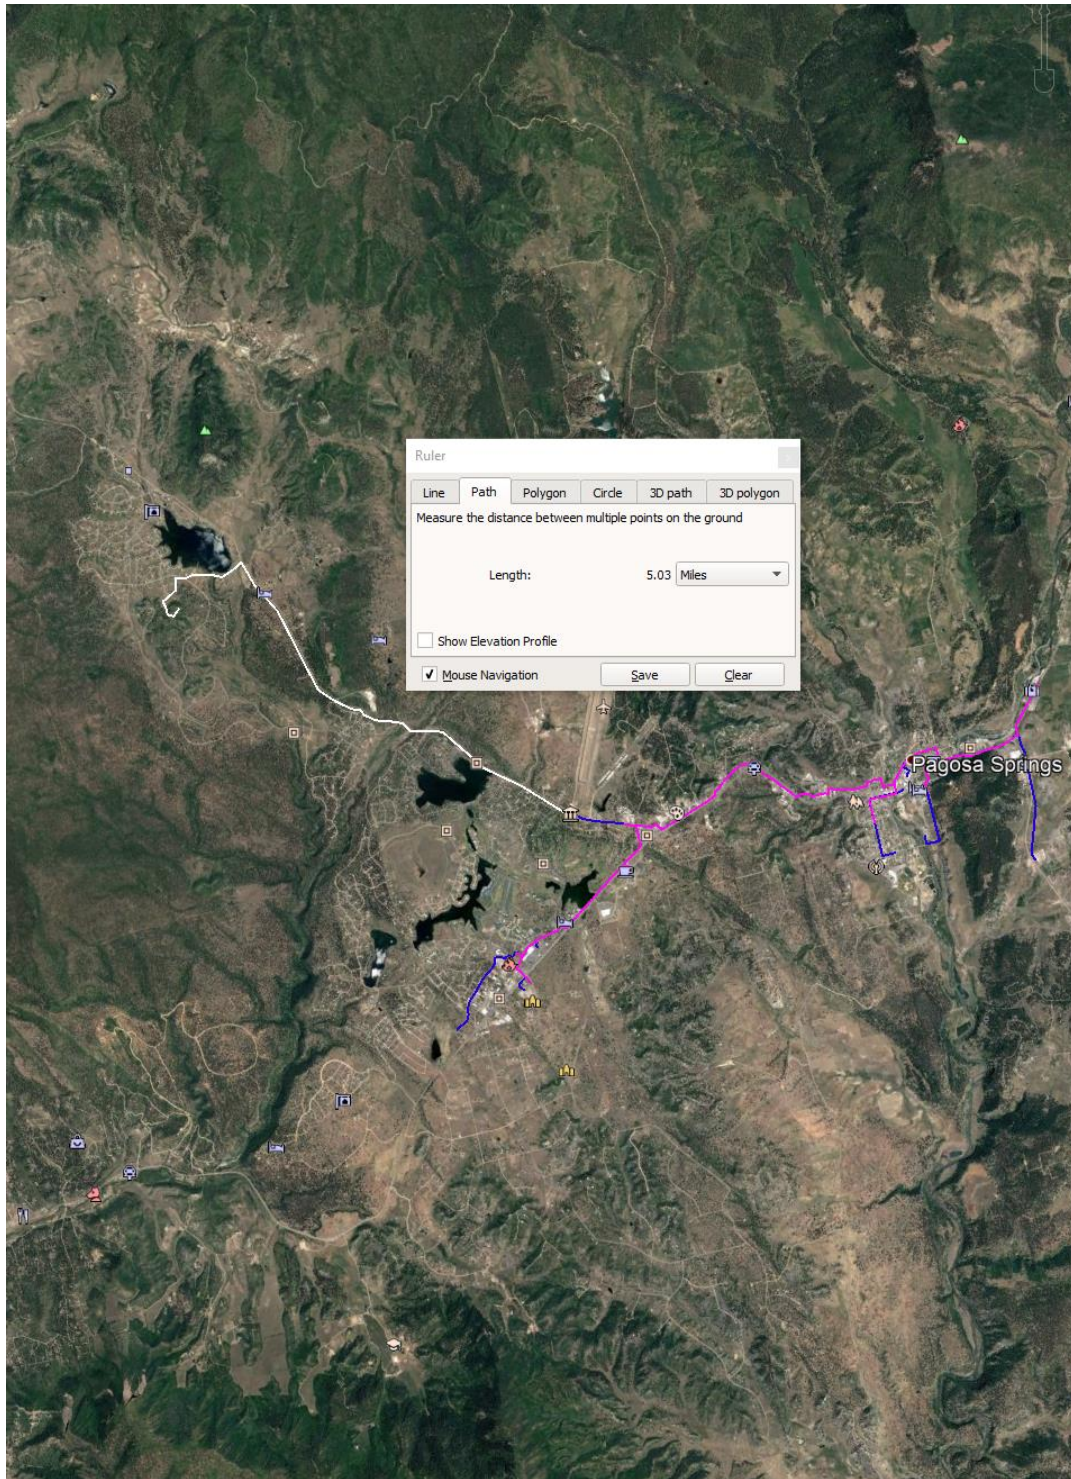 Ruler
Line Path Polygon Circle 3D path 3D polygon
Measure the distance between multiple points on the ground
Length: 5.03 Miles
Show Elevation Profile
Mouse Navigation Save Clear
Pagosa Springs